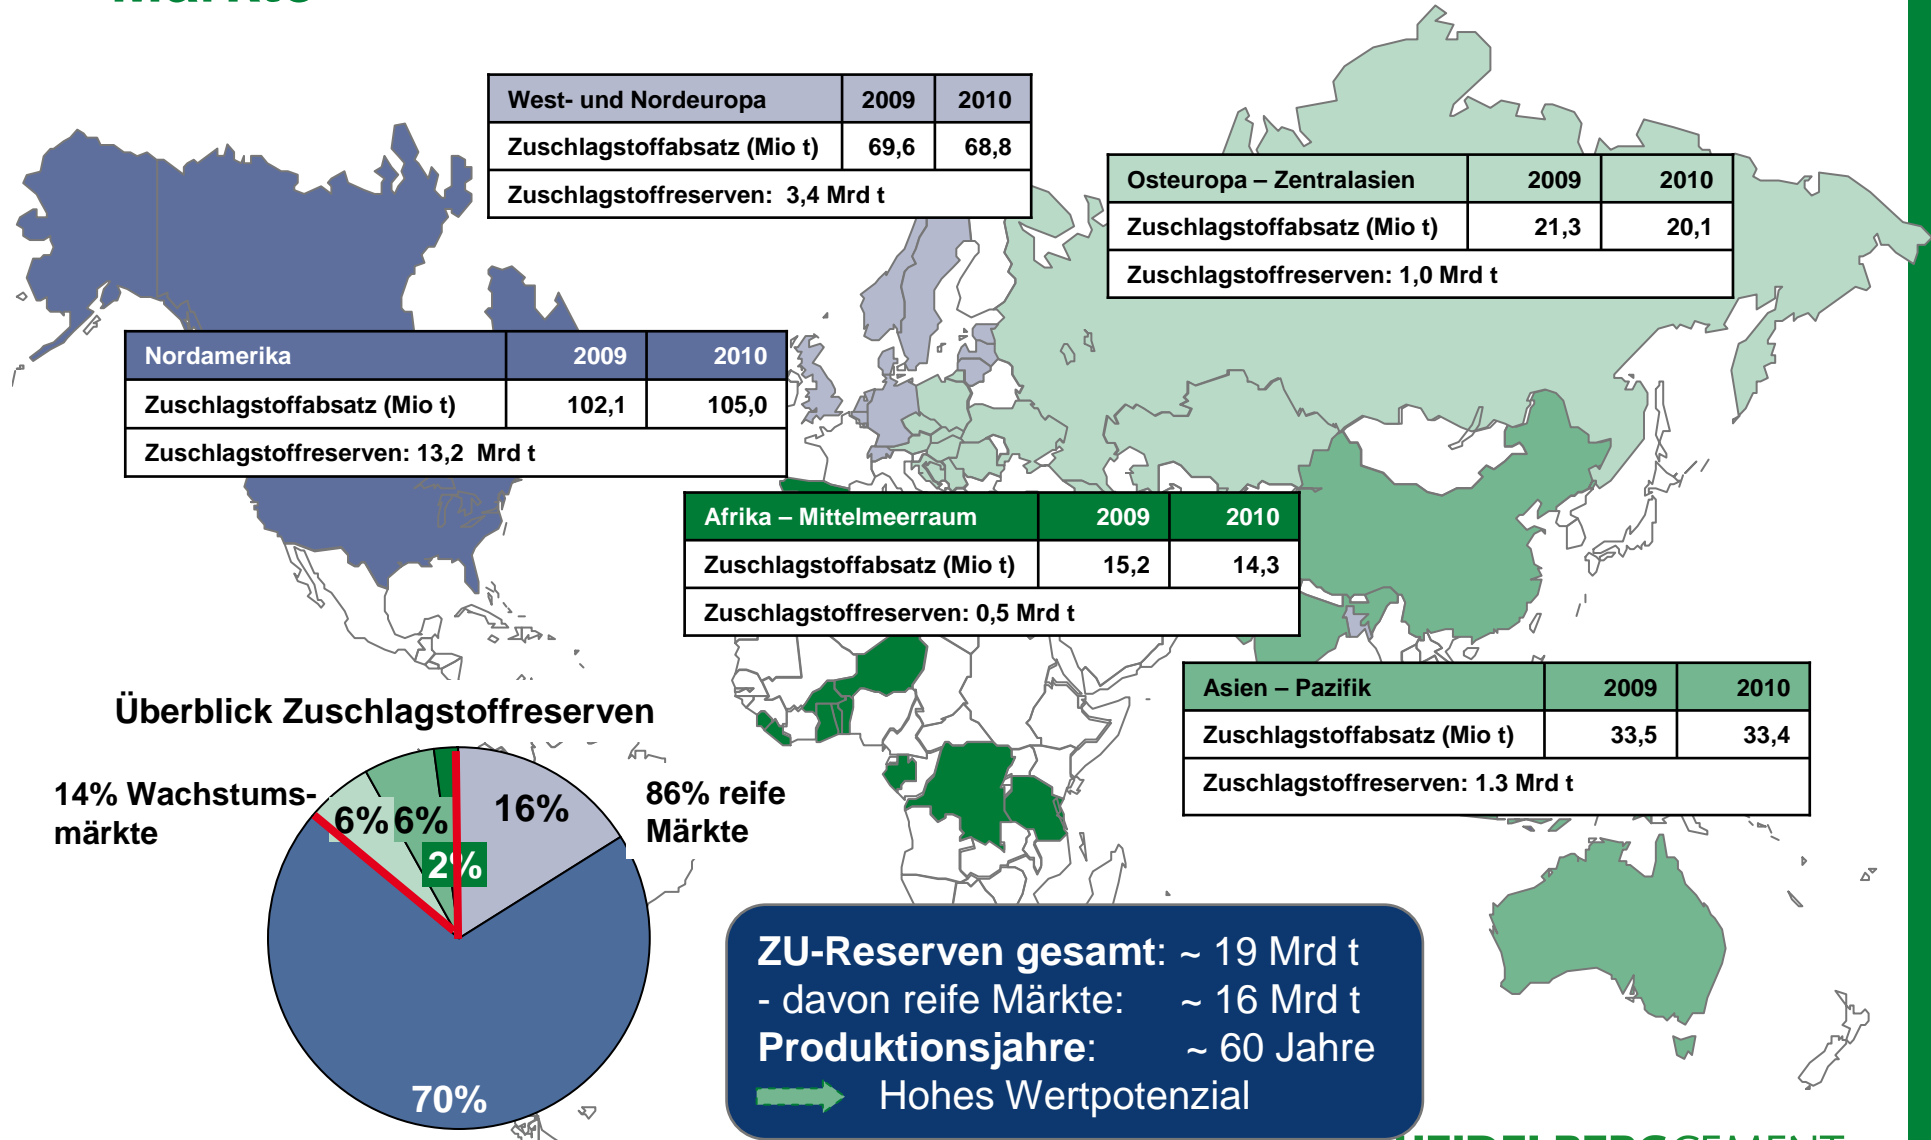 West- und Nordeuropa 2009 2010
Zuschlagstoffabsatz (Mio t) 69,6 68,8
Zuschlagstoffreserven: 3,4 Mrd t
Osteuropa – Zentralasien 2009 2010
Zuschlagstoffabsatz (Mio t) 21,3 20,1
Zuschlagstoffreserven: 1,0 Mrd t
Nordamerika 2009 2010
Zuschlagstoffabsatz (Mio t) 102,1 105,0
Zuschlagstoffreserven: 13,2 Mrd t
Afrika – Mittelmeerraum 2009 2010
Zuschlagstoffabsatz (Mio t) 15,2 14,3
Zuschlagstoffreserven: 0,5 Mrd t
Asien – Pazifik 2009 2010
Zuschlagstoffabsatz (Mio t) 33,5 33,4
Zuschlagstoffreserven: 1.3 Mrd t
Überblick Zuschlagstoffreserven
14% Wachstums-
märkte
6% 6% 16%
2%
70%
86% reife
Märkte
ZU-Reserven gesamt: ~ 19 Mrd t
- davon reife Märkte: ~ 16 Mrd t
Produktionsjahre: ~ 60 Jahre
Hohes Wertpotenzial
HEIDELBERGCEMENT